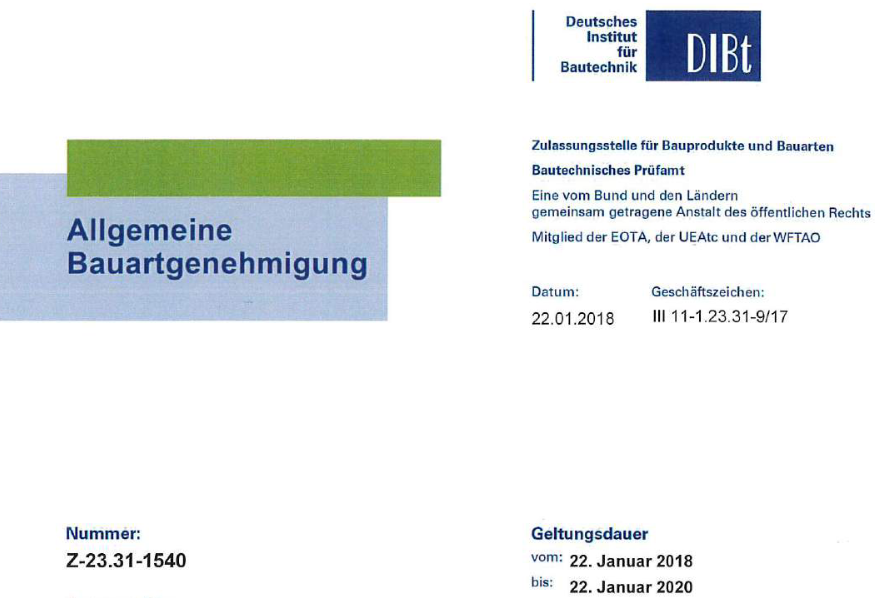 Deutsches
Institut
für
Bautechnik
DIBt
Zulassungsstelle für Bauprodukte und Bauarten
Bautechnisches Prüfamt
Eine vom Bund und den Ländern
gemeinsam getragene Anstalt des öffentlichen Rechts
Mitglied der EOTA, der UEAtc und der WFTAO
Allgemeine
Bauartgenehmigung
Datum: Geschäftszeichen:
22.01.2018 III 11-1.23.31-9/17
Nummer:
Z-23.31-1540
Geltungsdauer
vom: 22. Januar 2018
bis: 22. Januar 2020